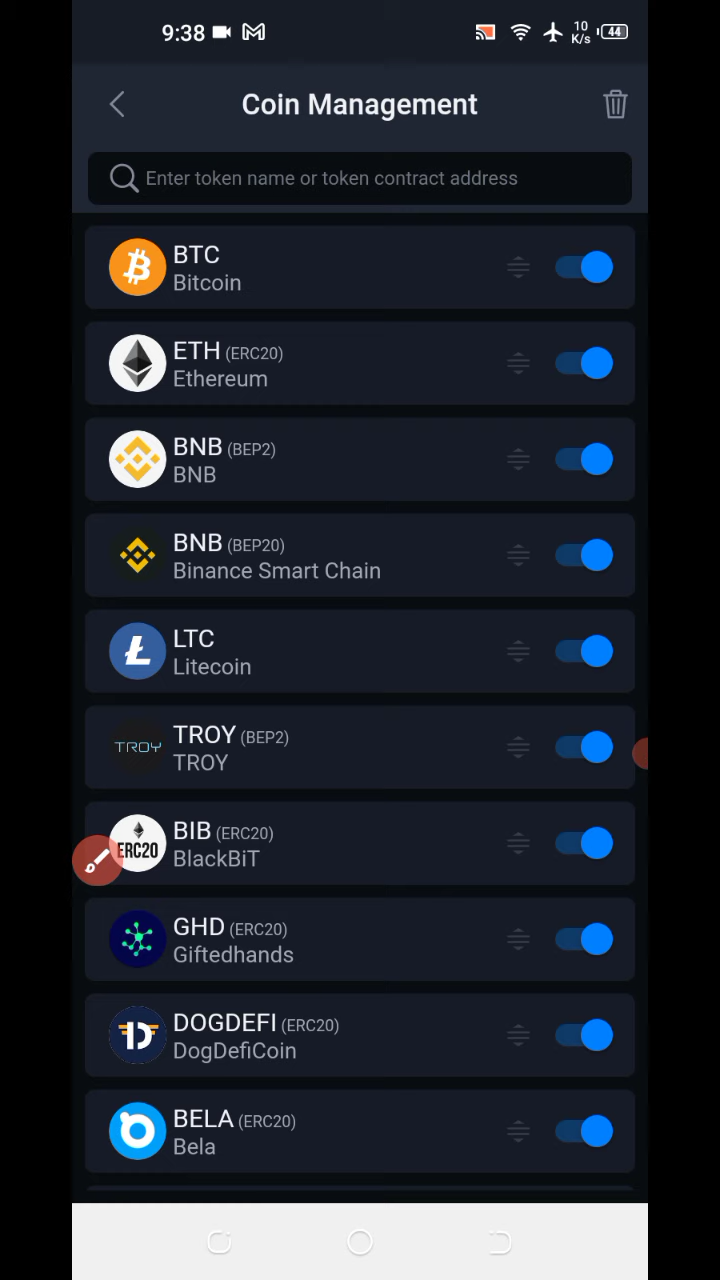 9:38
10
K/s
44
Coin Management
Enter token name or token contract address
BTC
Bitcoin
ETH (ERC20)
Ethereum
BNB (BEP2)
BNB
BNB (BEP20)
Binance Smart Chain
LTC
Litecoin
TROY
TROY (BEP2)
TROY
ERC20
BIB (ERC20)
BlackBiT
GHD (ERC20)
Giftedhands
DOGDEFI (ERC20)
DogDefiCoin
BELA (ERC20)
Bela